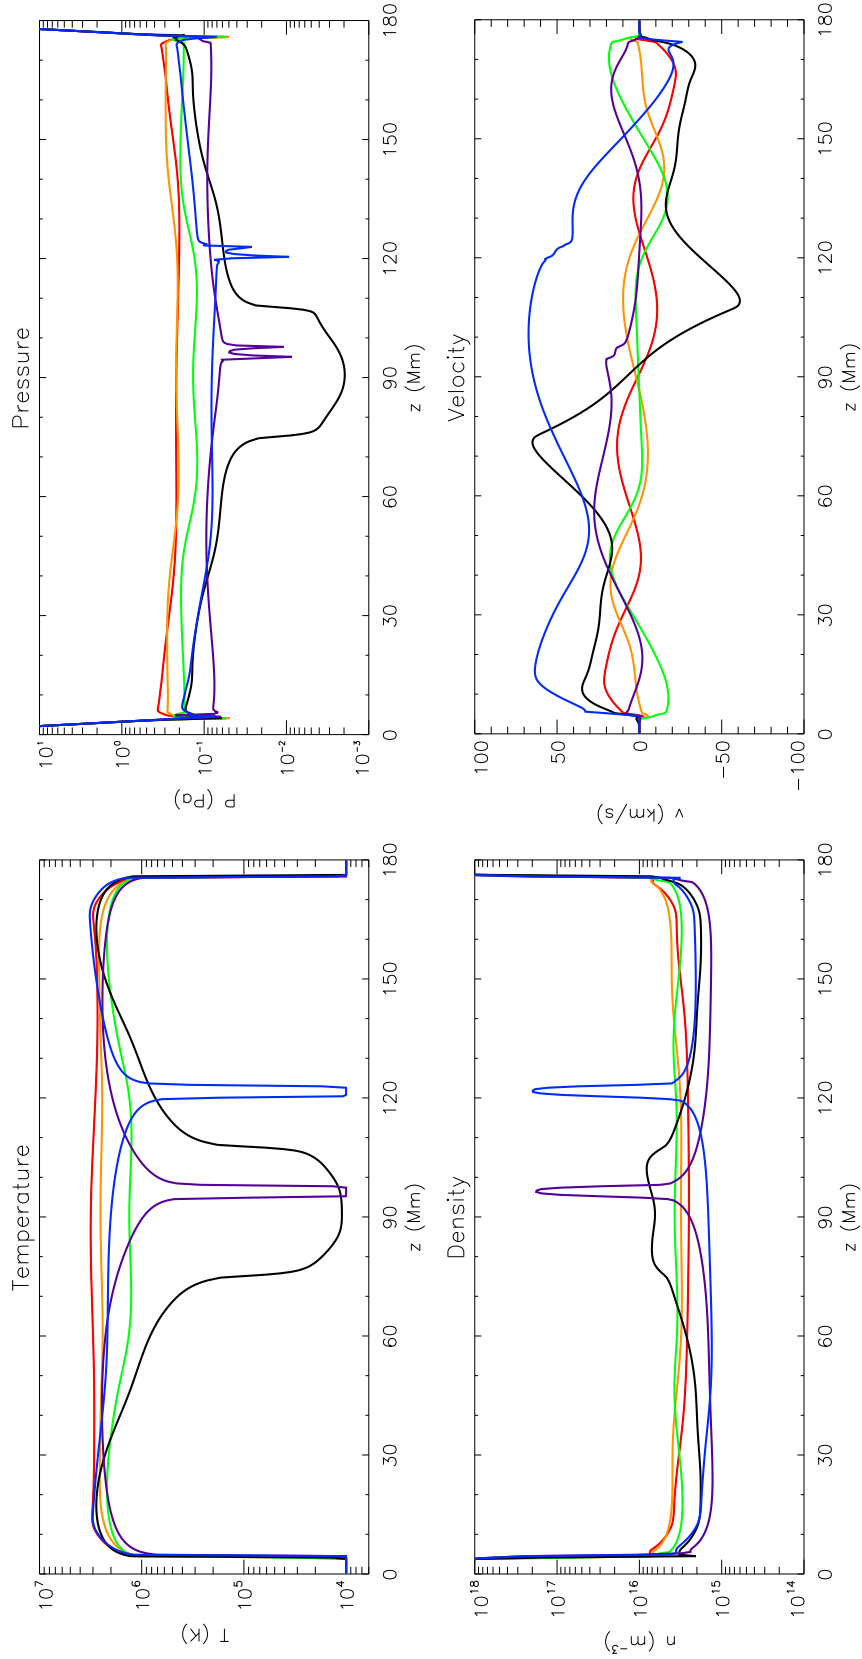 Temperature
T (K)
10⁷
10⁶
10⁵
10⁴
0 30 60 90 120 150 180
z (Mm)
Pressure
P (Pa)
10¹
10⁰
10⁻¹
10⁻²
10⁻³
0 30 60 90 120 150 180
z (Mm)
Density
n (m⁻³)
10¹⁸
10¹⁷
10¹⁶
10¹⁵
10¹⁴
0 30 60 90 120 150 180
z (Mm)
Velocity
v (km/s)
100
50
0
−50
−100
0 30 60 90 120 150 180
z (Mm)